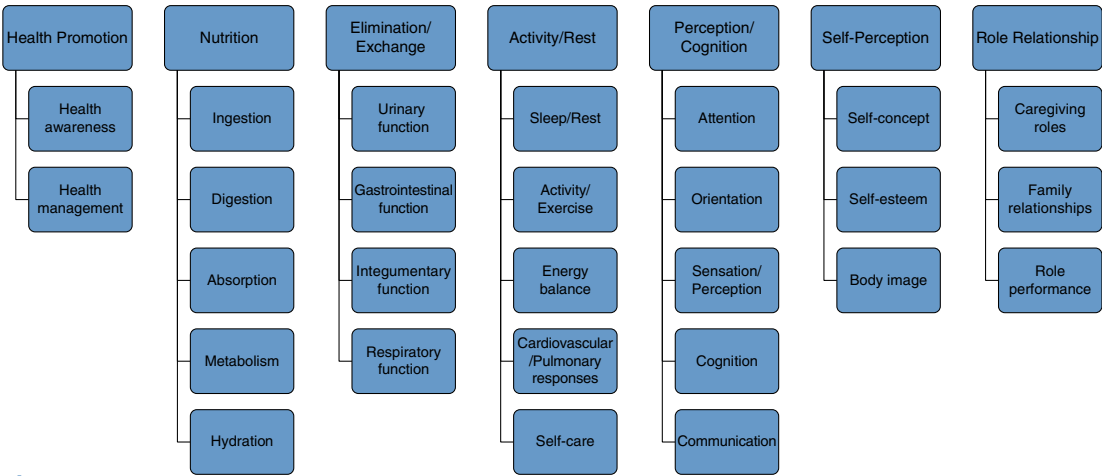 Health Promotion
Health
awareness
Health
management
Nutrition
Ingestion
Digestion
Absorption
Metabolism
Hydration
Elimination/
Exchange
Urinary
function
Gastrointestinal
function
Integumentary
function
Respiratory
function
Activity/Rest
Sleep/Rest
Activity/
Exercise
Energy
balance
Cardiovascular
/Pulmonary
responses
Self-care
Perception/
Cognition
Attention
Orientation
Sensation/
Perception
Cognition
Communication
Self-Perception
Self-concept
Self-esteem
Body image
Role Relationship
Caregiving
roles
Family
relationships
Role
performance